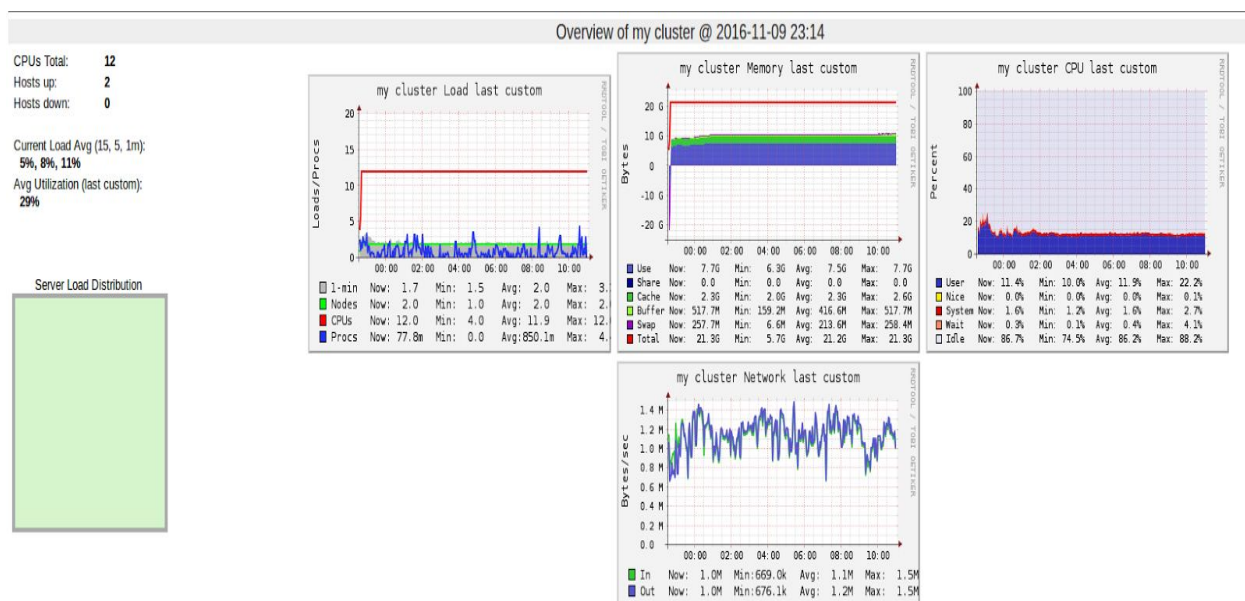 Overview of my cluster @ 2016-11-09 23:14
CPUs Total: 12
Hosts up: 2
Hosts down: 0
Current Load Avg (15, 5, 1m):
5%, 8%, 11%
Avg Utilization (last custom):
29%
Server Load Distribution
my cluster Load last custom
RRDTOOL / TOBI OETIKER
Loads/Procs
20
15
10
5
0
00:00 02:00 04:00 06:00 08:00 10:00
1-min Now: 1.7 Min: 1.5 Avg: 2.0 Max: 3.
Nodes Now: 2.0 Min: 1.0 Avg: 2.0 Max: 2.
CPUs Now: 12.0 Min: 4.0 Avg: 11.9 Max: 12.
Procs Now: 77.8m Min: 0.0 Avg:850.1m Max: 4.
my cluster Memory last custom
RRDTOOL / TOBI OETIKER
Bytes
20 G
10 G
0
-10 G
-20 G
00:00 02:00 04:00 06:00 08:00 10:00
Use Now: 7.7G Min: 6.3G Avg: 7.5G Max: 7.7G
Share Now: 0.0 Min: 0.0 Avg: 0.0 Max: 0.0
Cache Now: 2.3G Min: 2.0G Avg: 2.3G Max: 2.6G
Buffer Now: 517.7M Min: 159.2M Avg: 416.6M Max: 517.7M
Swap Now: 257.7M Min: 6.6M Avg: 213.6M Max: 258.4M
Total Now: 21.3G Min: 5.7G Avg: 21.2G Max: 21.3G
my cluster CPU last custom
RRDTOOL / TOBI OETIKER
Percent
100
80
60
40
20
0
00:00 02:00 04:00 06:00 08:00 10:00
User Now: 11.4% Min: 10.0% Avg: 11.9% Max: 22.2%
Nice Now: 0.0% Min: 0.0% Avg: 0.0% Max: 0.1%
System Now: 1.6% Min: 1.2% Avg: 1.6% Max: 2.7%
Wait Now: 0.3% Min: 0.1% Avg: 0.4% Max: 4.1%
Idle Now: 86.7% Min: 74.5% Avg: 86.2% Max: 88.2%
my cluster Network last custom
RRDTOOL / TOBI OETIKER
Bytes/sec
1.4 M
1.2 M
1.0 M
0.8 M
0.6 M
0.4 M
0.2 M
0.0
00:00 02:00 04:00 06:00 08:00 10:00
In Now: 1.0M Min:669.0k Avg: 1.1M Max: 1.5M
Out Now: 1.0M Min:676.1k Avg: 1.2M Max: 1.5M